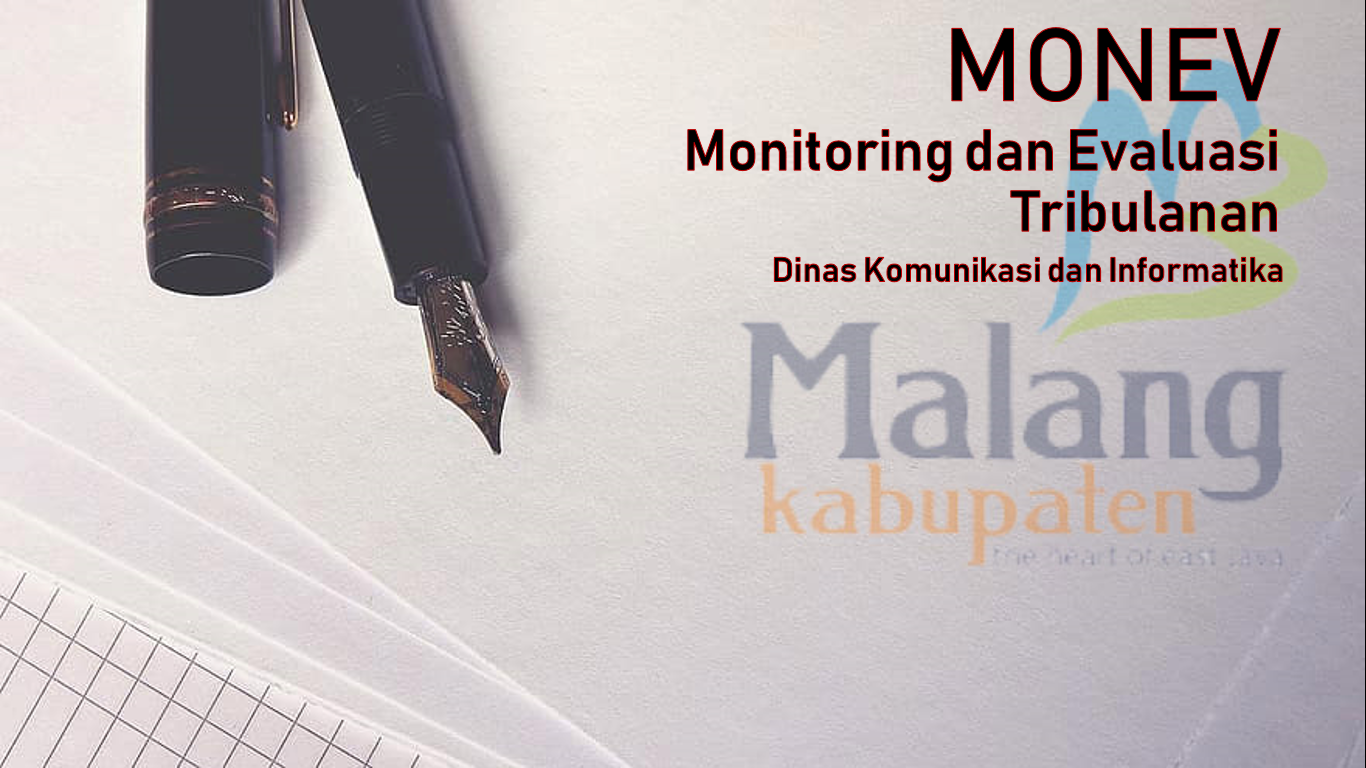 MONEV
Monitoring dan Evaluasi
Tribulanan
Dinas Komunikasi dan Informatika
Malang
kabupaten
the heart of east java